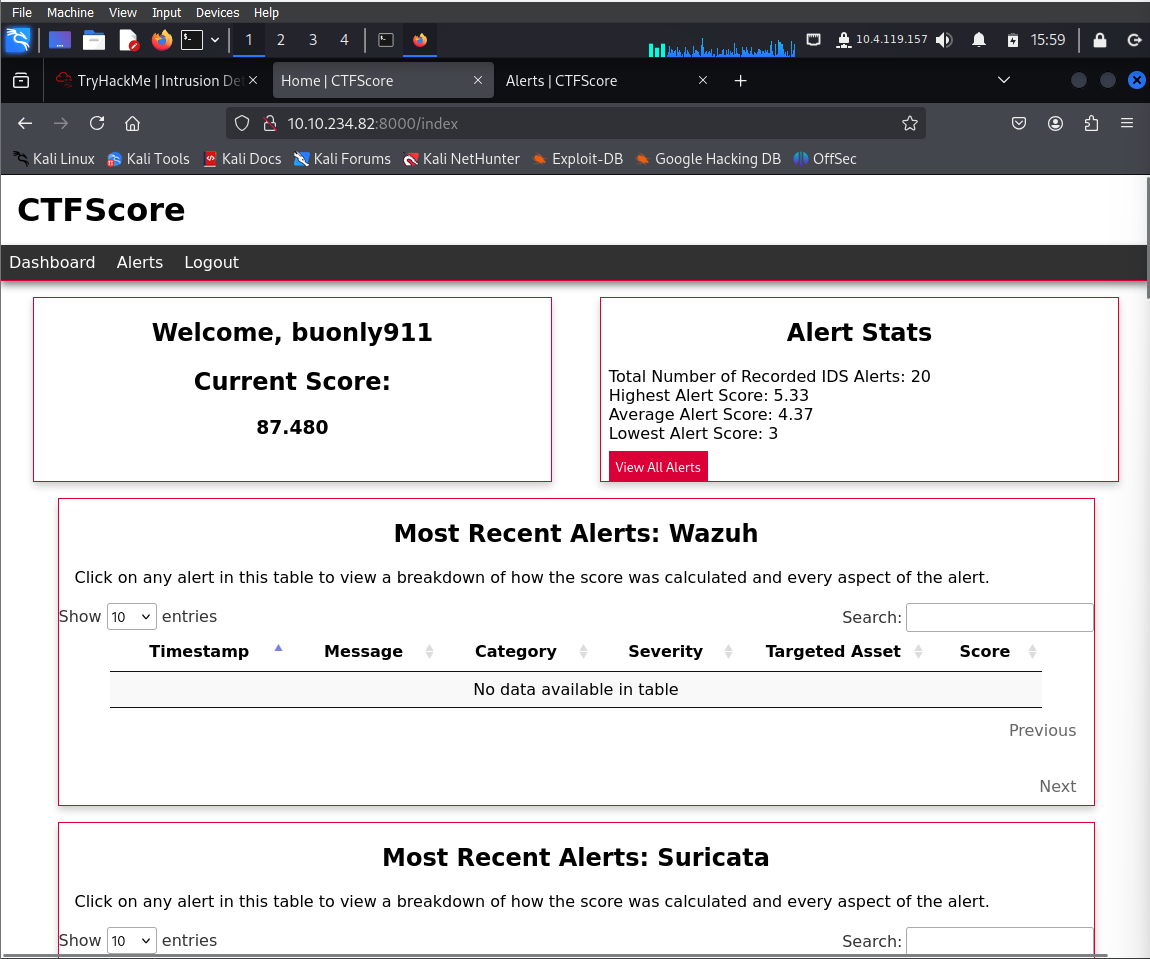 File Machine View Input Devices Help
1 2 3 4 10.4.119.157 15:59
TryHackMe | Intrusion De Home | CTFScore Alerts | CTFScore
10.10.234.82:8000/index
Kali Linux Kali Tools Kali Docs Kali Forums Kali NetHunter Exploit-DB Google Hacking DB OffSec
CTFScore
Dashboard Alerts Logout
Welcome, buonly911
Current Score:
87.480
Alert Stats
Total Number of Recorded IDS Alerts: 20
Highest Alert Score: 5.33
Average Alert Score: 4.37
Lowest Alert Score: 3
View All Alerts
Most Recent Alerts: Wazuh
Click on any alert in this table to view a breakdown of how the score was calculated and every aspect of the alert.
Show 10 entries Search:
Timestamp Message Category Severity Targeted Asset Score
No data available in table
Previous
Next
Most Recent Alerts: Suricata
Click on any alert in this table to view a breakdown of how the score was calculated and every aspect of the alert.
Show 10 entries Search: